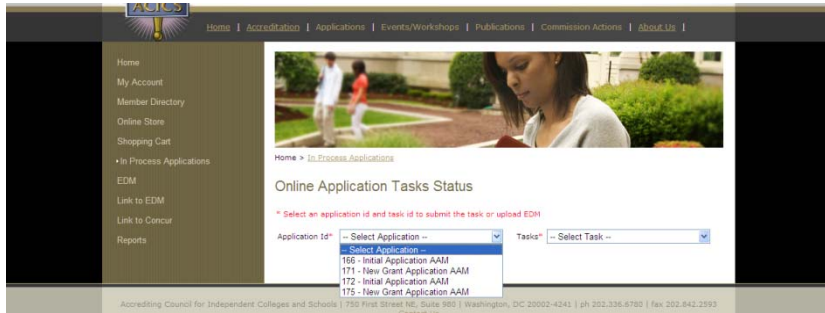 ACICS
Home | Accreditation | Applications | Events/Workshops | Publications | Commission Actions | About Us |
Home
My Account
Member Directory
Online Store
Shopping Cart
• In Process Applications
EDM
Link to EDM
Link to Concur
Reports
Home > In Process Applications
Online Application Tasks Status
* Select an application id and task id to submit the task or upload EDM
Application Id* -- Select Application -- Tasks* -- Select Task --
-- Select Application --
166 - Initial Application AAM
171 - New Grant Application AAM
172 - Initial Application AAM
175 - New Grant Application AAM
Accrediting Council for Independent Colleges and Schools | 750 First Street NE, Suite 980 | Washington, DC 20002-4241 | ph 202.336.6780 | fax 202.842.2593